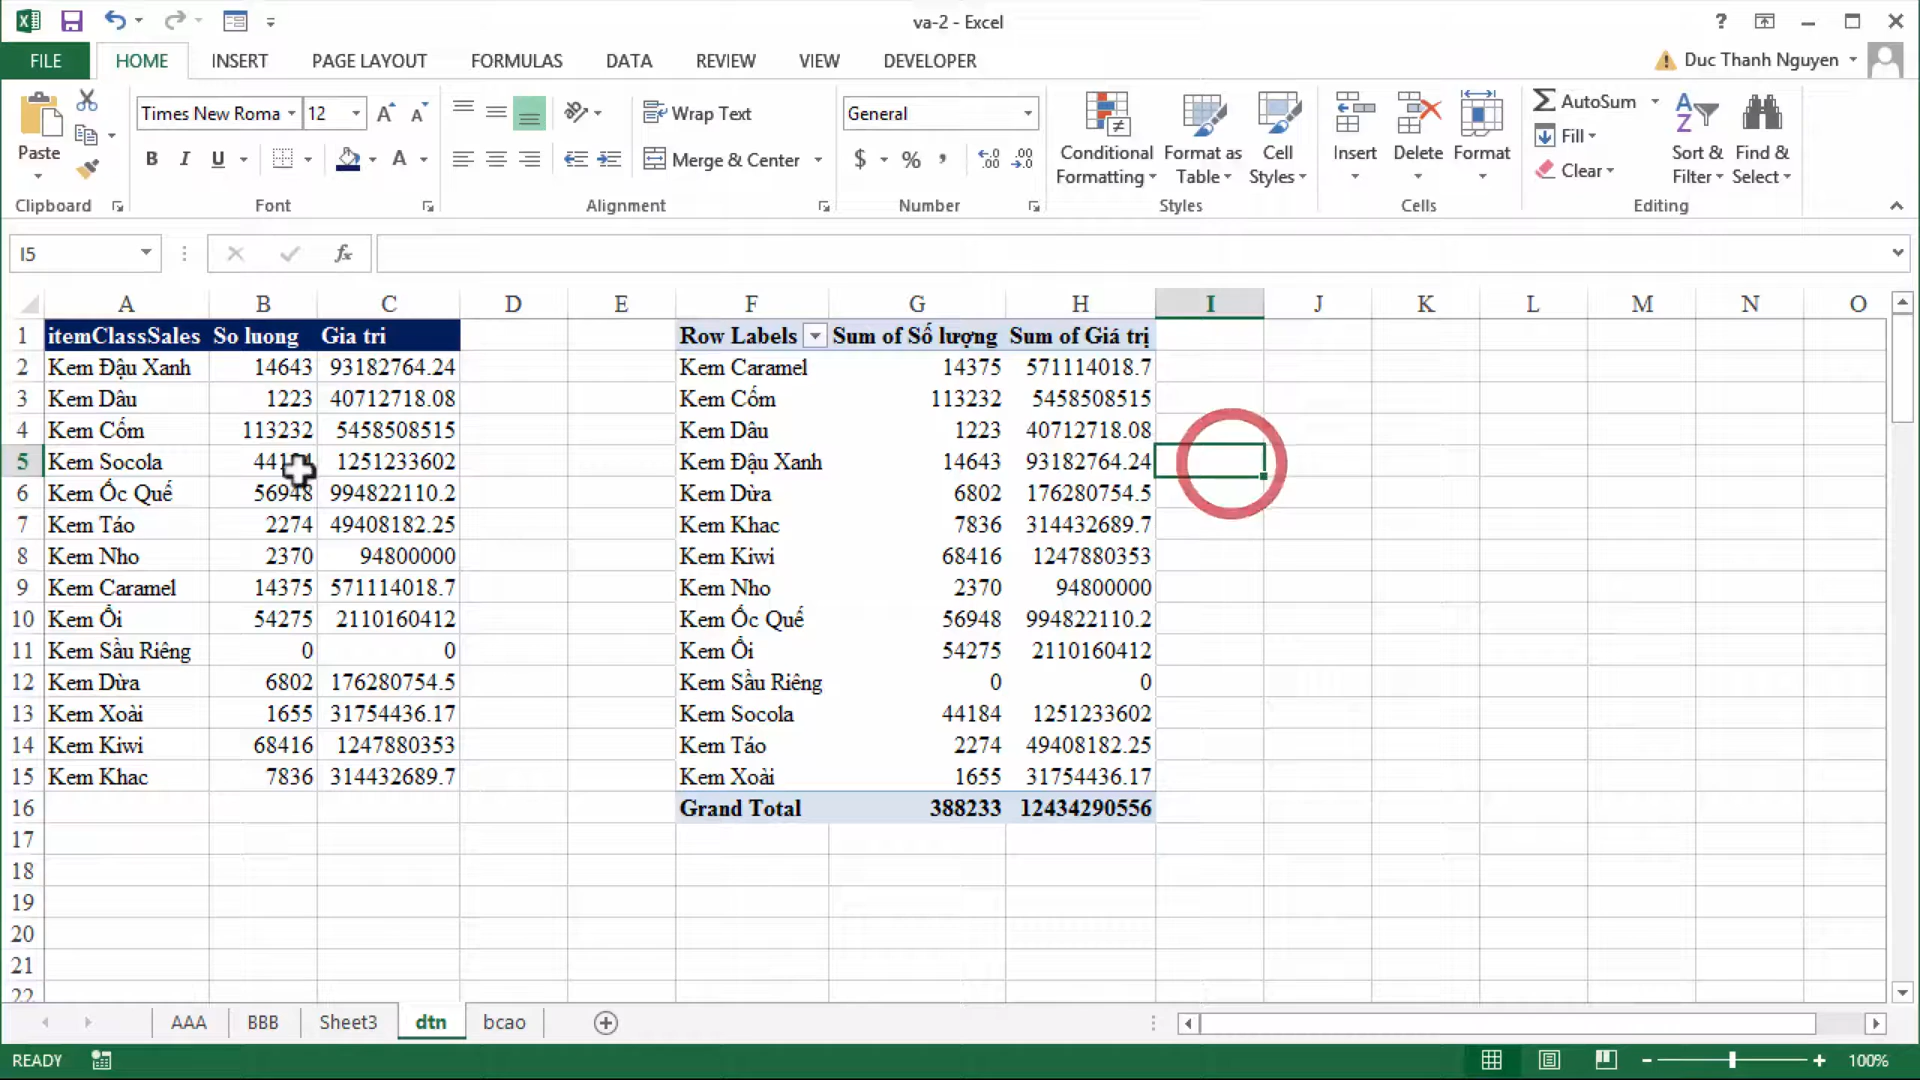 va-2 - Excel
FILE HOME INSERT PAGE LAYOUT FORMULAS DATA REVIEW VIEW DEVELOPER Duc Thanh Nguyen
Times New Roma 12 Wrap Text General AutoSum
Paste Merge & Center Conditional Formatting Format as Table Cell Styles Insert Delete Format Fill Clear Sort & Filter Find & Select
Clipboard Font Alignment Number Styles Cells Editing
I5 fx
A B C D E F G H I J K L M N O
1 itemClassSales So luong Gia tri Row Labels Sum of Số lượng Sum of Giá trị
2 Kem Đậu Xanh 14643 93182764.24 Kem Caramel 14375 571114018.7
3 Kem Dâu 1223 40712718.08 Kem Cốm 113232 5458508515
4 Kem Cốm 113232 5458508515 Kem Dâu 1223 40712718.08
5 Kem Socola 1251233602 Kem Đậu Xanh 14643 93182764.24
6 Kem Ốc Quế 56948 994822110.2 Kem Dừa 6802 176280754.5
7 Kem Táo 2274 49408182.25 Kem Khac 7836 314432689.7
8 Kem Nho 2370 94800000 Kem Kiwi 68416 1247880353
9 Kem Caramel 14375 571114018.7 Kem Nho 2370 94800000
10 Kem Ổi 54275 2110160412 Kem Ốc Quế 56948 994822110.2
11 Kem Sầu Riêng 0 0 Kem Ổi 54275 2110160412
12 Kem Dừa 6802 176280754.5 Kem Sầu Riêng 0 0
13 Kem Xoài 1655 31754436.17 Kem Socola 44184 1251233602
14 Kem Kiwi 68416 1247880353 Kem Táo 2274 49408182.25
15 Kem Khac 7836 314432689.7 Kem Xoài 1655 31754436.17
16 Grand Total 388233 12434290556
17
18
19
20
21
22
AAA BBB Sheet3 dtn bcao
READY 100%